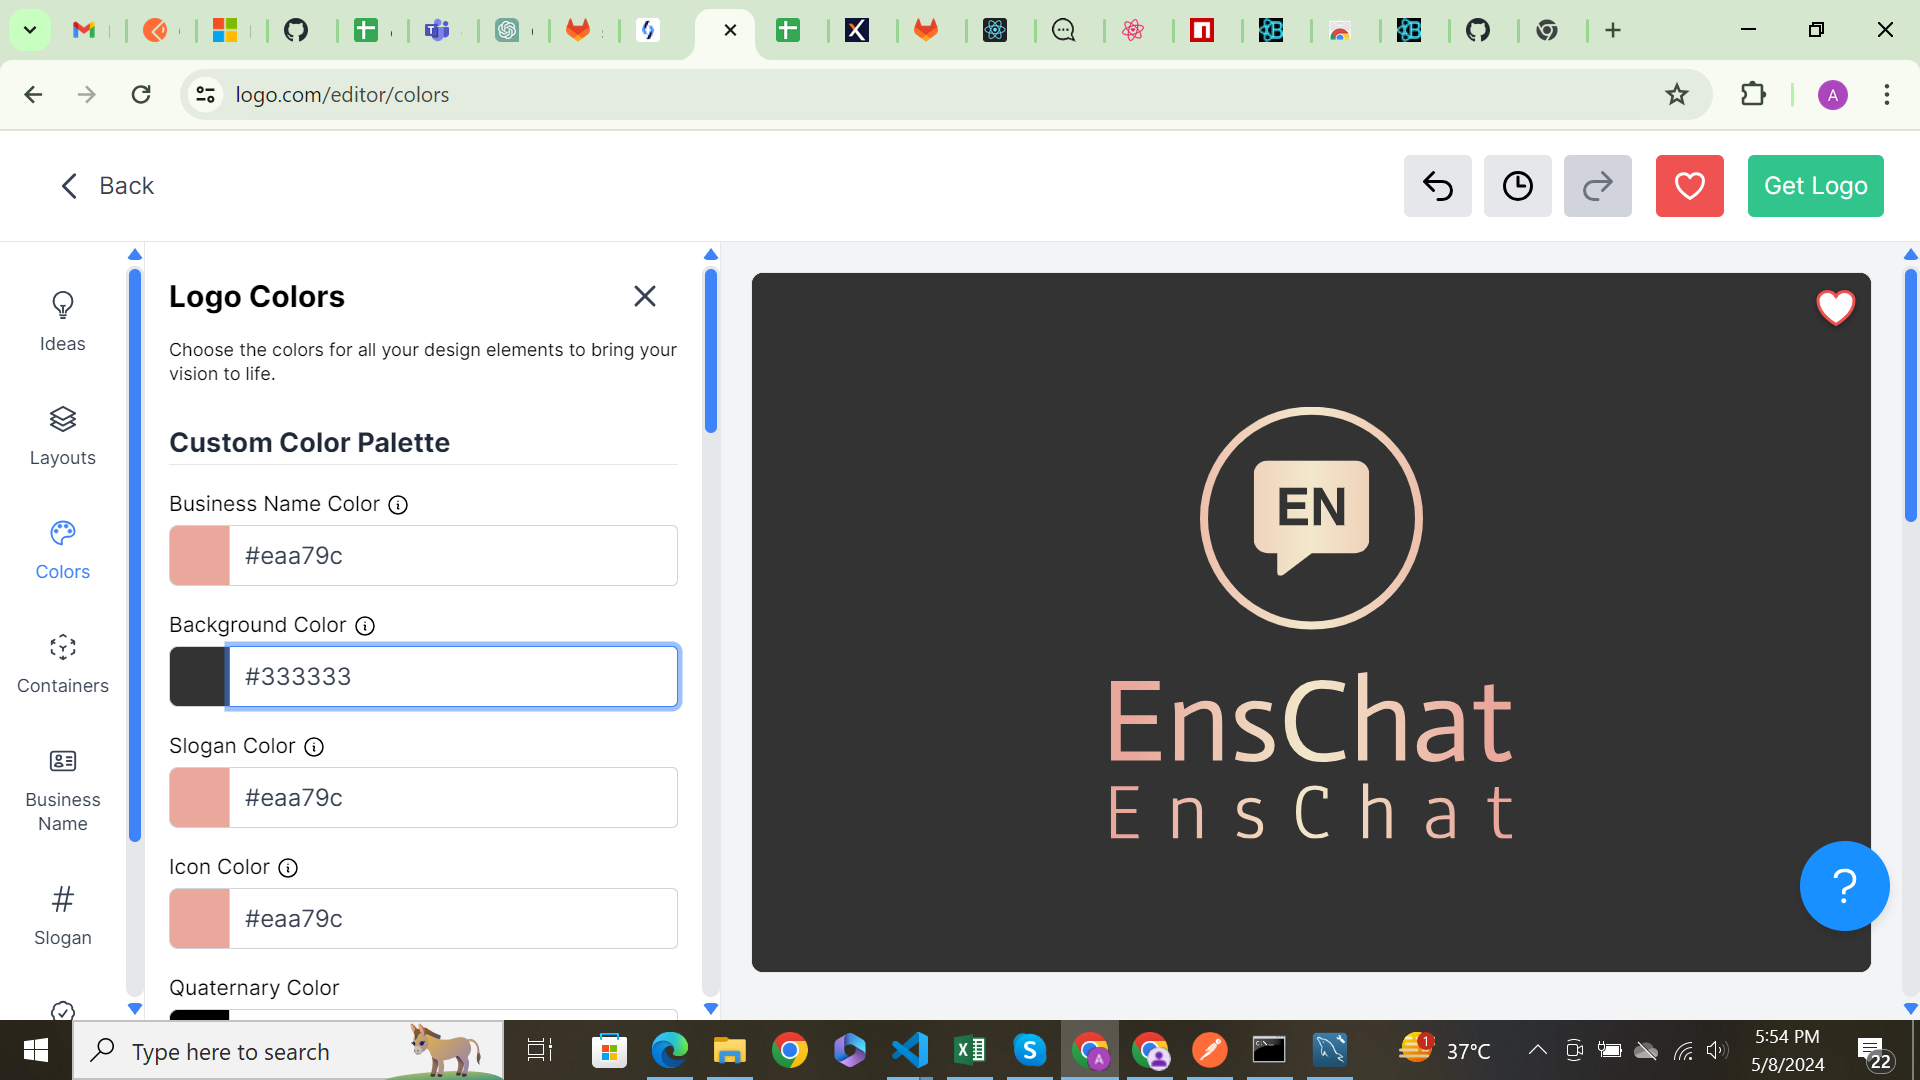 logo.com/editor/colors
A
Back
Get Logo
Ideas
Layouts
Colors
Containers
Business
Name
Slogan
Logo Colors
Choose the colors for all your design elements to bring your
vision to life.
Custom Color Palette
Business Name Color
#eaa79c
Background Color
#333333
Slogan Color
#eaa79c
Icon Color
#eaa79c
Quaternary Color
EN
EnsChat
EnsChat
?
Type here to search
A
1
37°C
5:54 PM
5/8/2024
22